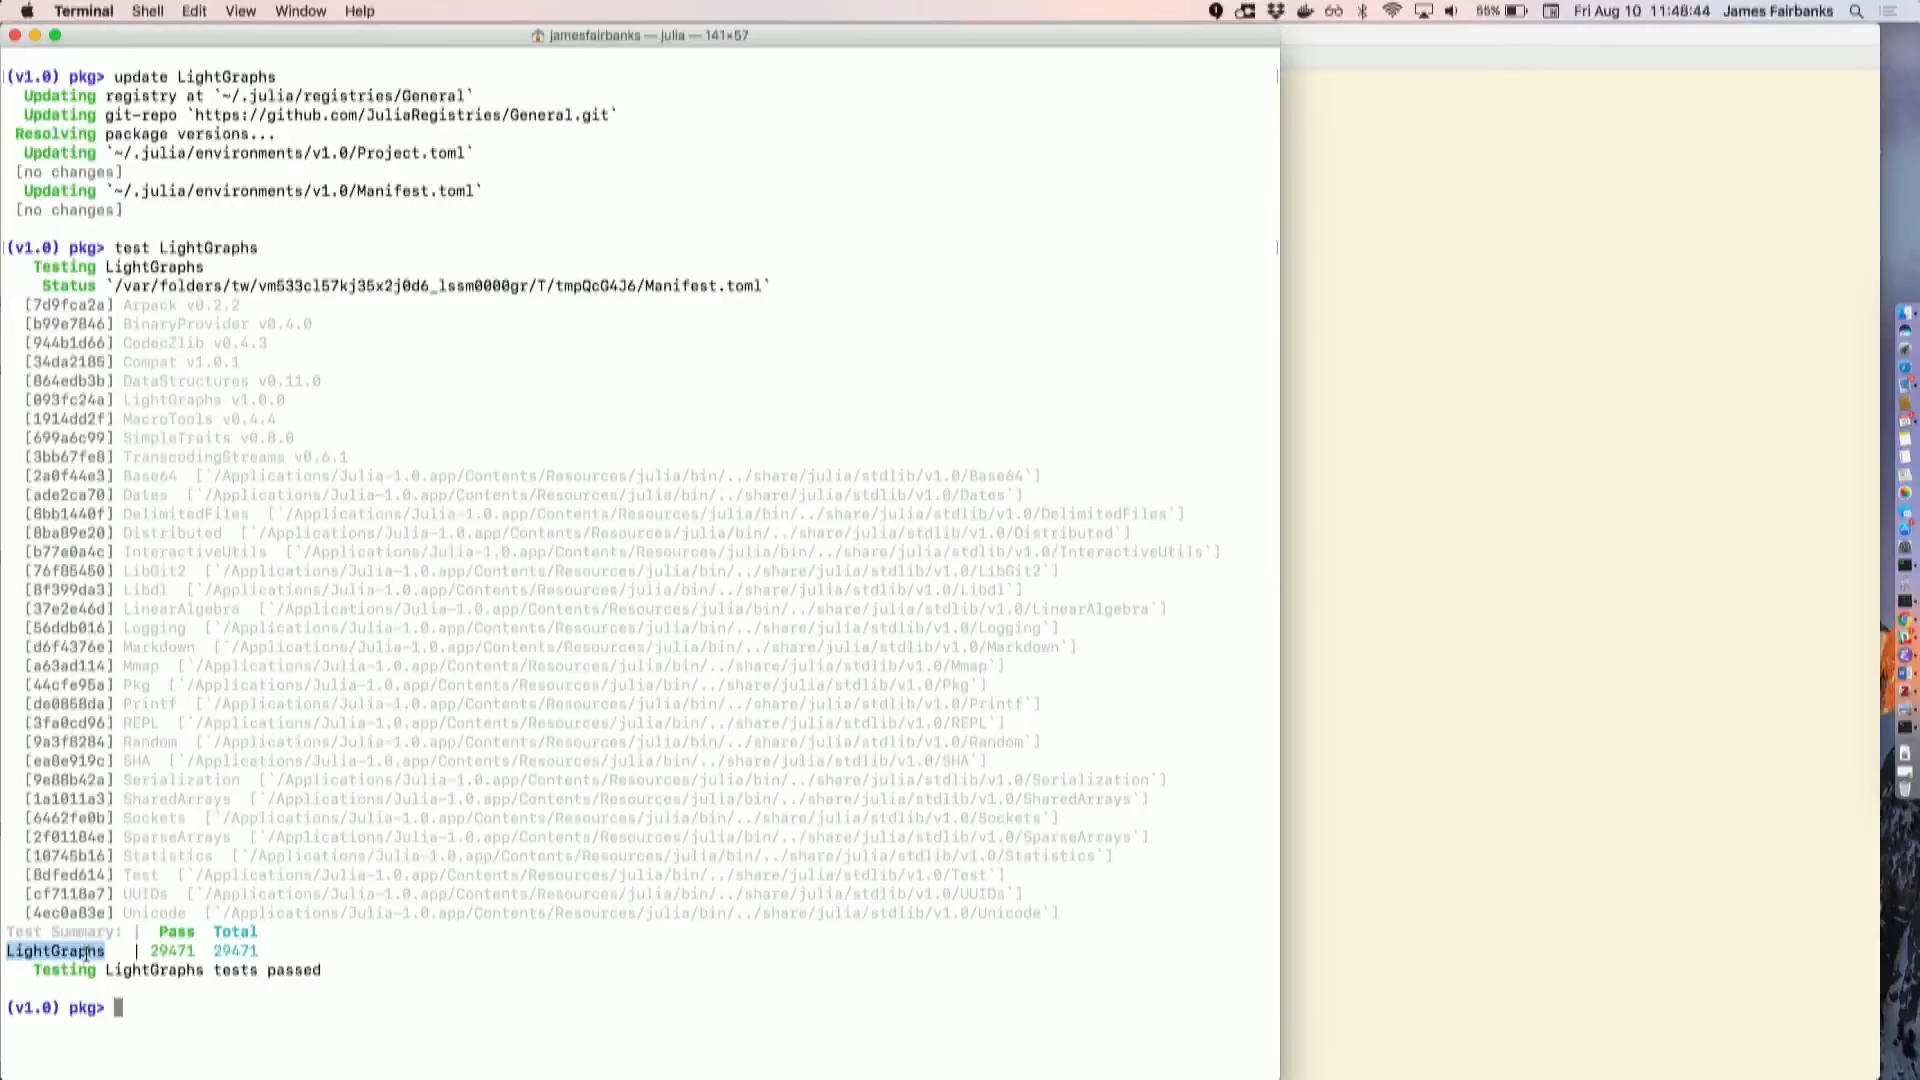 Terminal Shell Edit View Window Help 55% Fri Aug 10 11:48:44 James Fairbanks
jamesfairbanks — julia — 141×57
(v1.0) pkg> update LightGraphs
Updating registry at `~/.julia/registries/General`
Updating git-repo `https://github.com/JuliaRegistries/General.git`
Resolving package versions...
Updating `~/.julia/environments/v1.0/Project.toml`
[no changes]
Updating `~/.julia/environments/v1.0/Manifest.toml`
[no changes]
(v1.0) pkg> test LightGraphs
Testing LightGraphs
Status `/var/folders/tw/vm533cl57kj35x2j0d6_lssm0000gr/T/tmpQcG4J6/Manifest.toml`
[7d9fca2a] Arpack v0.2.2
[b99e7846] BinaryProvider v0.4.0
[944b1d66] CodecZlib v0.4.3
[34da2185] Compat v1.0.1
[864edb3b] DataStructures v0.11.0
[093fc24a] LightGraphs v1.0.0
[1914dd2f] MacroTools v0.4.4
[699a6c99] SimpleTraits v0.8.0
[3bb67fe8] TranscodingStreams v0.6.1
[2a0f44e3] Base64 [`/Applications/Julia-1.0.app/Contents/Resources/julia/bin/../share/julia/stdlib/v1.0/Base64`]
[ade2ca70] Dates [`/Applications/Julia-1.0.app/Contents/Resources/julia/bin/../share/julia/stdlib/v1.0/Dates`]
[8bb1440f] DelimitedFiles [`/Applications/Julia-1.0.app/Contents/Resources/julia/bin/../share/julia/stdlib/v1.0/DelimitedFiles`]
[8ba89e20] Distributed [`/Applications/Julia-1.0.app/Contents/Resources/julia/bin/../share/julia/stdlib/v1.0/Distributed`]
[b77e0a4c] InteractiveUtils [`/Applications/Julia-1.0.app/Contents/Resources/julia/bin/../share/julia/stdlib/v1.0/InteractiveUtils`]
[76f85450] LibGit2 [`/Applications/Julia-1.0.app/Contents/Resources/julia/bin/../share/julia/stdlib/v1.0/LibGit2`]
[8f399da3] Libdl [`/Applications/Julia-1.0.app/Contents/Resources/julia/bin/../share/julia/stdlib/v1.0/Libdl`]
[37e2e46d] LinearAlgebra [`/Applications/Julia-1.0.app/Contents/Resources/julia/bin/../share/julia/stdlib/v1.0/LinearAlgebra`]
[56ddb016] Logging [`/Applications/Julia-1.0.app/Contents/Resources/julia/bin/../share/julia/stdlib/v1.0/Logging`]
[d6f4376e] Markdown [`/Applications/Julia-1.0.app/Contents/Resources/julia/bin/../share/julia/stdlib/v1.0/Markdown`]
[a63ad114] Mmap [`/Applications/Julia-1.0.app/Contents/Resources/julia/bin/../share/julia/stdlib/v1.0/Mmap`]
[44cfe95a] Pkg [`/Applications/Julia-1.0.app/Contents/Resources/julia/bin/../share/julia/stdlib/v1.0/Pkg`]
[de0858da] Printf [`/Applications/Julia-1.0.app/Contents/Resources/julia/bin/../share/julia/stdlib/v1.0/Printf`]
[3fa0cd96] REPL [`/Applications/Julia-1.0.app/Contents/Resources/julia/bin/../share/julia/stdlib/v1.0/REPL`]
[9a3f8284] Random [`/Applications/Julia-1.0.app/Contents/Resources/julia/bin/../share/julia/stdlib/v1.0/Random`]
[ea8e919c] SHA [`/Applications/Julia-1.0.app/Contents/Resources/julia/bin/../share/julia/stdlib/v1.0/SHA`]
[9e88b42a] Serialization [`/Applications/Julia-1.0.app/Contents/Resources/julia/bin/../share/julia/stdlib/v1.0/Serialization`]
[1a1011a3] SharedArrays [`/Applications/Julia-1.0.app/Contents/Resources/julia/bin/../share/julia/stdlib/v1.0/SharedArrays`]
[6462fe0b] Sockets [`/Applications/Julia-1.0.app/Contents/Resources/julia/bin/../share/julia/stdlib/v1.0/Sockets`]
[2f01184e] SparseArrays [`/Applications/Julia-1.0.app/Contents/Resources/julia/bin/../share/julia/stdlib/v1.0/SparseArrays`]
[10745b16] Statistics [`/Applications/Julia-1.0.app/Contents/Resources/julia/bin/../share/julia/stdlib/v1.0/Statistics`]
[8dfed614] Test [`/Applications/Julia-1.0.app/Contents/Resources/julia/bin/../share/julia/stdlib/v1.0/Test`]
[cf7118a7] UUIDs [`/Applications/Julia-1.0.app/Contents/Resources/julia/bin/../share/julia/stdlib/v1.0/UUIDs`]
[4ec0a83e] Unicode [`/Applications/Julia-1.0.app/Contents/Resources/julia/bin/../share/julia/stdlib/v1.0/Unicode`]
Test Summary: | Pass Total
LightGraphs | 29471 29471
Testing LightGraphs tests passed
(v1.0) pkg>